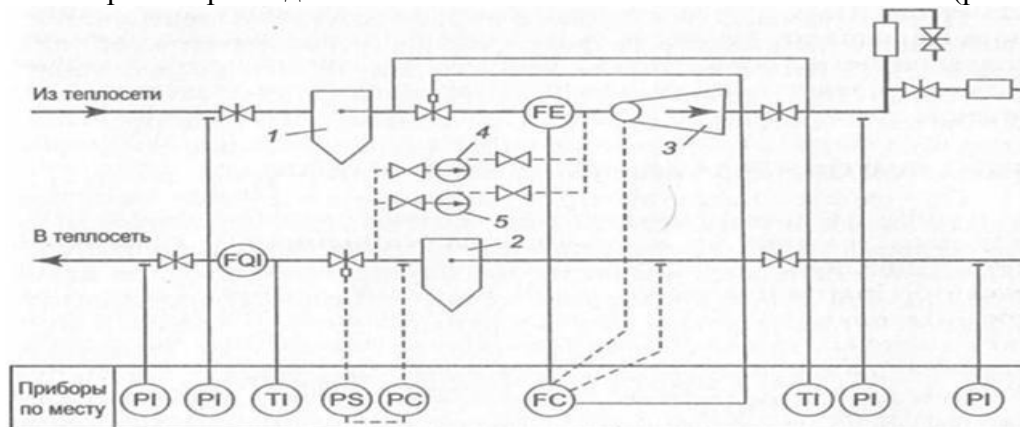 Из теплосети
1
FE
3
4
5
В теплосеть
FQI
2
Приборы
по месту
PI
PI
TI
PS
PC
FC
TI
PI
PI